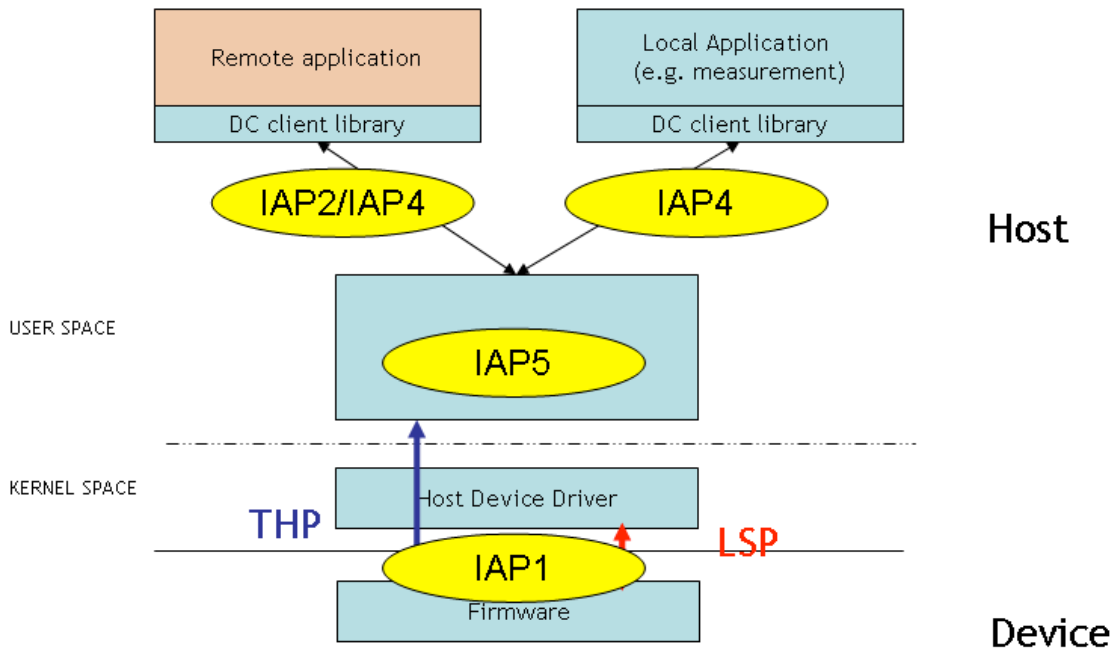 Remote application
DC client library
Local Application
(e.g. measurement)
DC client library
IAP2/IAP4
IAP4
Host
USER SPACE
IAP5
KERNEL SPACE
Host Device Driver
THP
LSP
IAP1
Firmware
Device